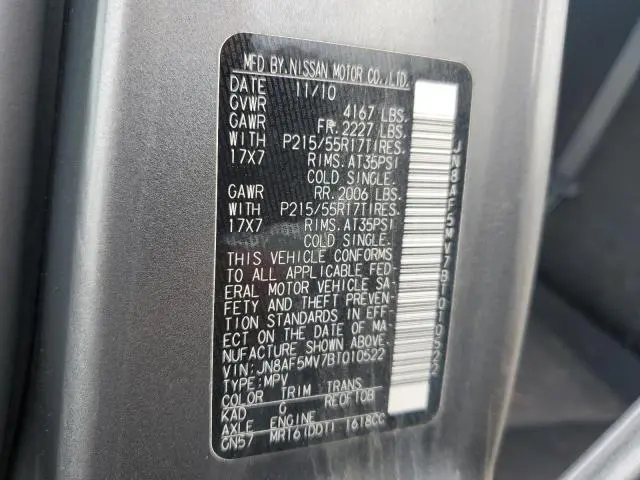 MFD.BY.NISSAN MOTOR CO.,LTD.
DATE 11/10
GVWR 4167 LBS.
GAWR FR.2227 LBS.
WITH P215/55R17TIRES.
17X7 RIMS.AT35PSI
COLD SINGLE.
GAWR RR.2006 LBS.
WITH P215/55R17TIRES.
17X7 RIMS.AT35PSI
COLD SINGLE.
THIS VEHICLE CONFORMS
TO ALL APPLICABLE FED-
ERAL MOTOR VEHICLE SA-
FETY AND THEFT PREVEN-
TION STANDARDS IN EFF-
ECT ON THE DATE OF MA-
NUFACTURE SHOWN ABOVE.
VIN:JN8AF5MV7BT010522
TYPE:MPV
COLOR TRIM TRANS
KAD G RE0F10B
AXLE ENGINE
GN57 MR16(DDT) 1618CC
JN8AF5MV7BT010522